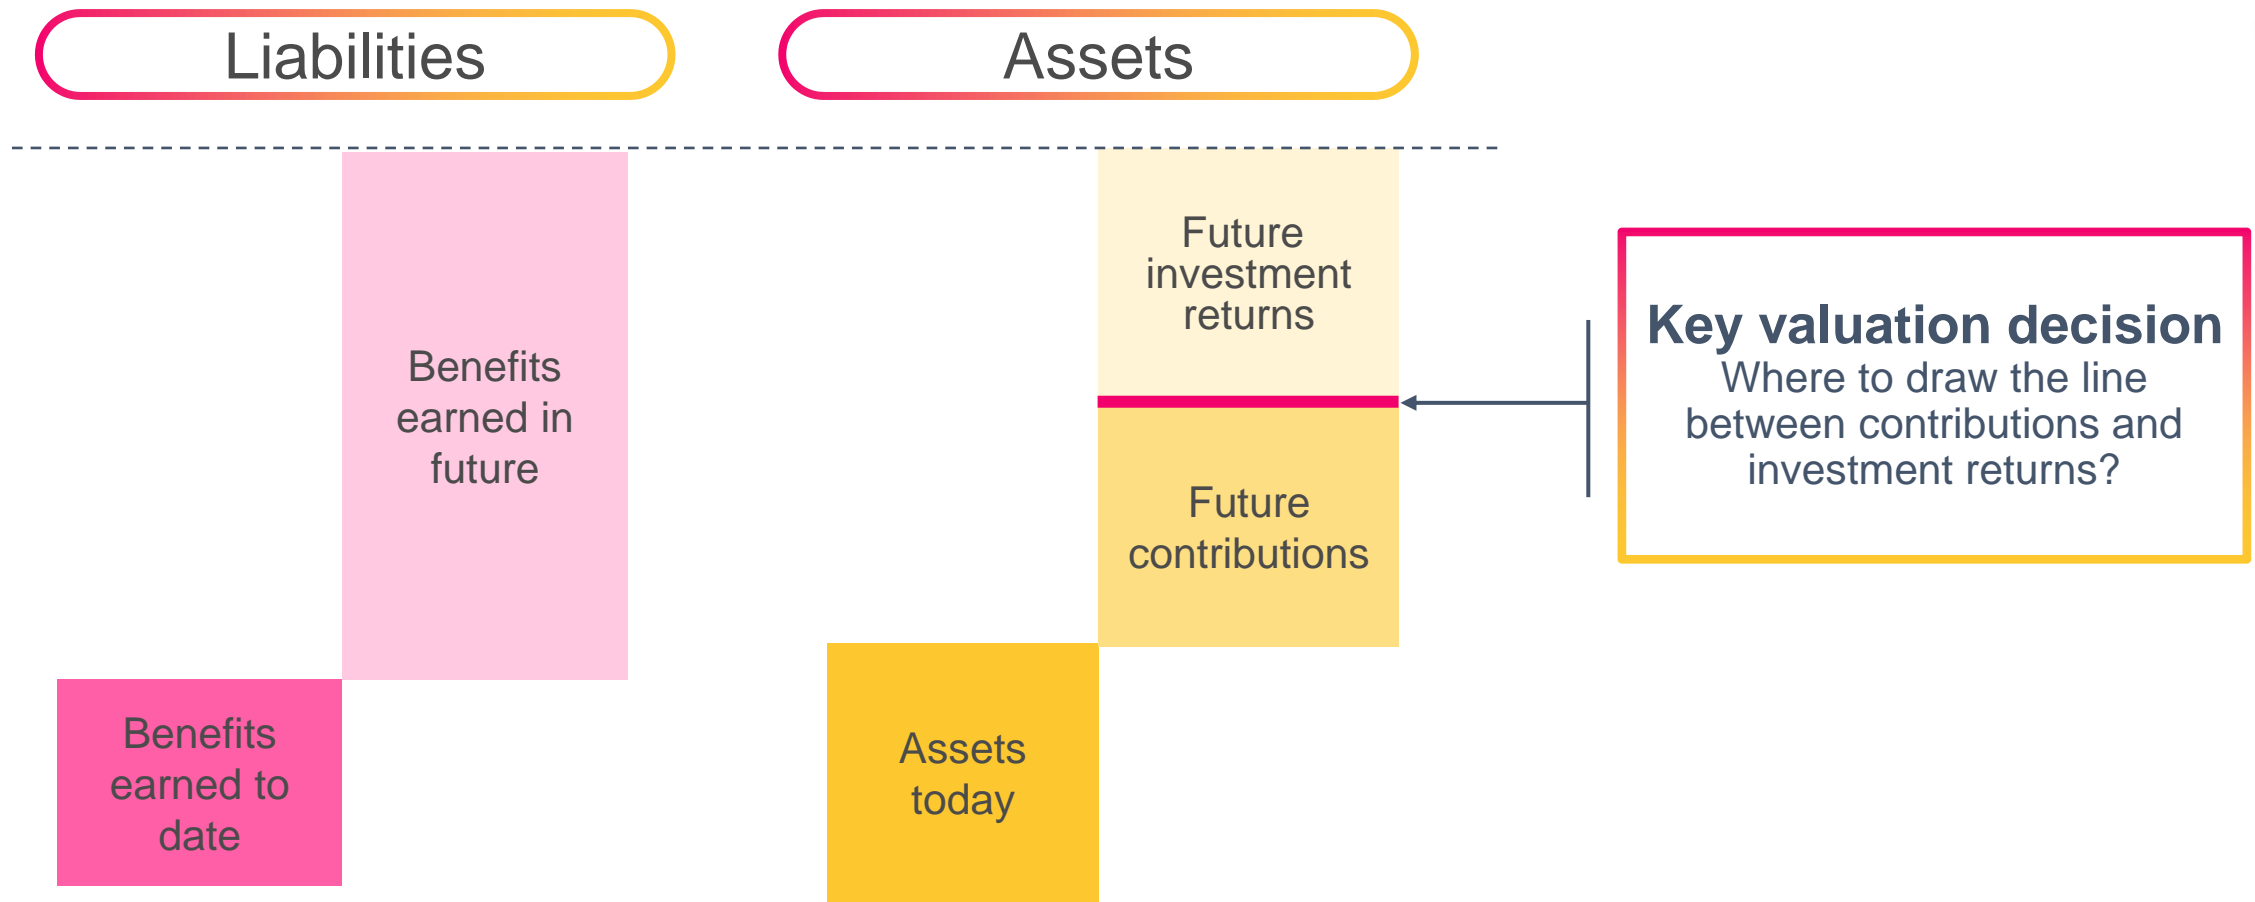 Liabilities
Assets
Benefits
earned in
future
Benefits
earned to
date
Future
investment
returns
Future
contributions
Assets
today
Key valuation decision
Where to draw the line
between contributions and
investment returns?